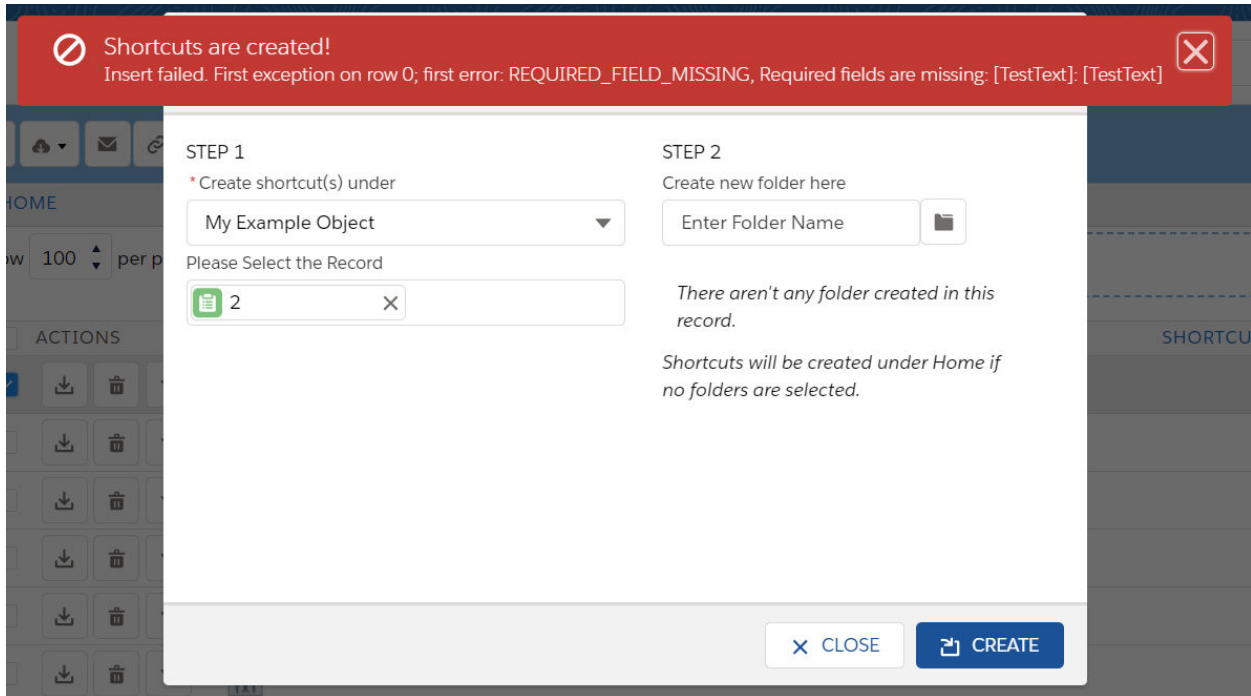 Shortcuts are created!
Insert failed. First exception on row 0; first error: REQUIRED_FIELD_MISSING, Required fields are missing: [TestText]: [TestText]
STEP 1
*Create shortcut(s) under
My Example Object
Please Select the Record
2
STEP 2
Create new folder here
Enter Folder Name
There aren't any folder created in this
record.
Shortcuts will be created under Home if
no folders are selected.
HOME
ow 100 per p
ACTIONS
SHORTCU
CLOSE
CREATE